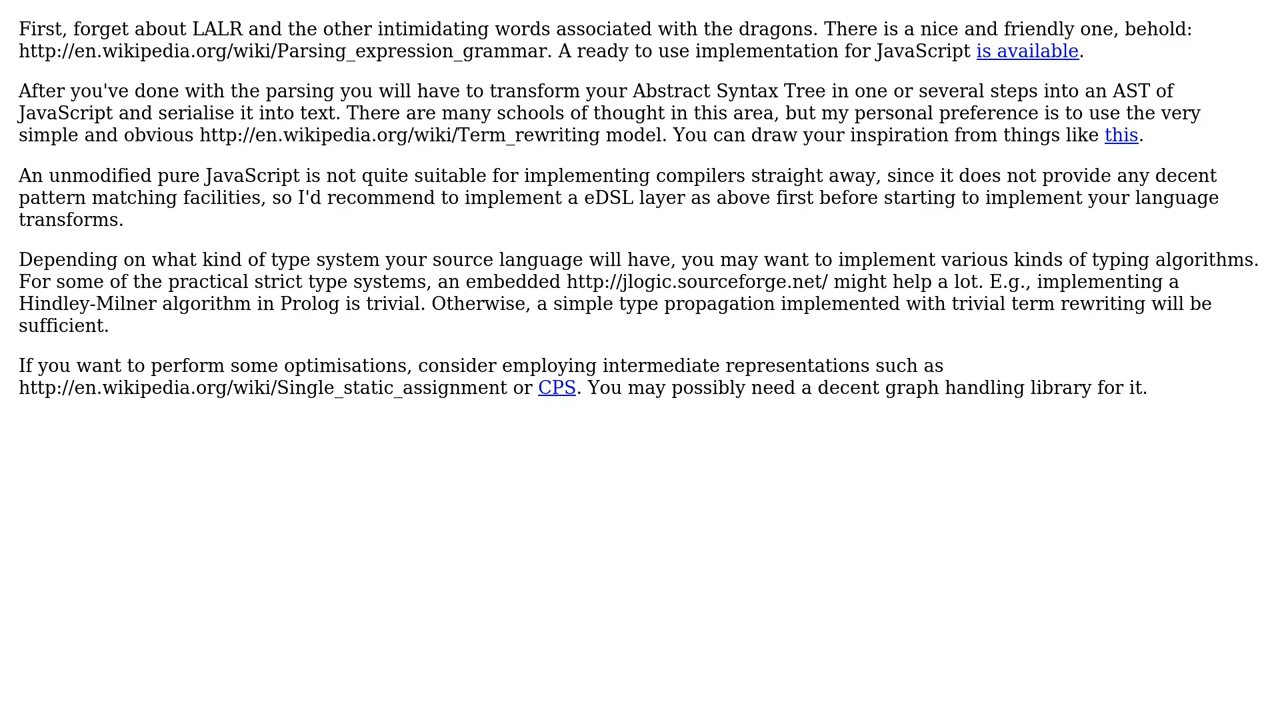 First, forget about LALR and the other intimidating words associated with the dragons. There is a nice and friendly one, behold:
http://en.wikipedia.org/wiki/Parsing_expression_grammar. A ready to use implementation for JavaScript is available.
After you've done with the parsing you will have to transform your Abstract Syntax Tree in one or several steps into an AST of
JavaScript and serialise it into text. There are many schools of thought in this area, but my personal preference is to use the very
simple and obvious http://en.wikipedia.org/wiki/Term_rewriting model. You can draw your inspiration from things like this.
An unmodified pure JavaScript is not quite suitable for implementing compilers straight away, since it does not provide any decent
pattern matching facilities, so I'd recommend to implement a eDSL layer as above first before starting to implement your language
transforms.
Depending on what kind of type system your source language will have, you may want to implement various kinds of typing algorithms.
For some of the practical strict type systems, an embedded http://jlogic.sourceforge.net/ might help a lot. E.g., implementing a
Hindley-Milner algorithm in Prolog is trivial. Otherwise, a simple type propagation implemented with trivial term rewriting will be
sufficient.
If you want to perform some optimisations, consider employing intermediate representations such as
http://en.wikipedia.org/wiki/Single_static_assignment or CPS. You may possibly need a decent graph handling library for it.